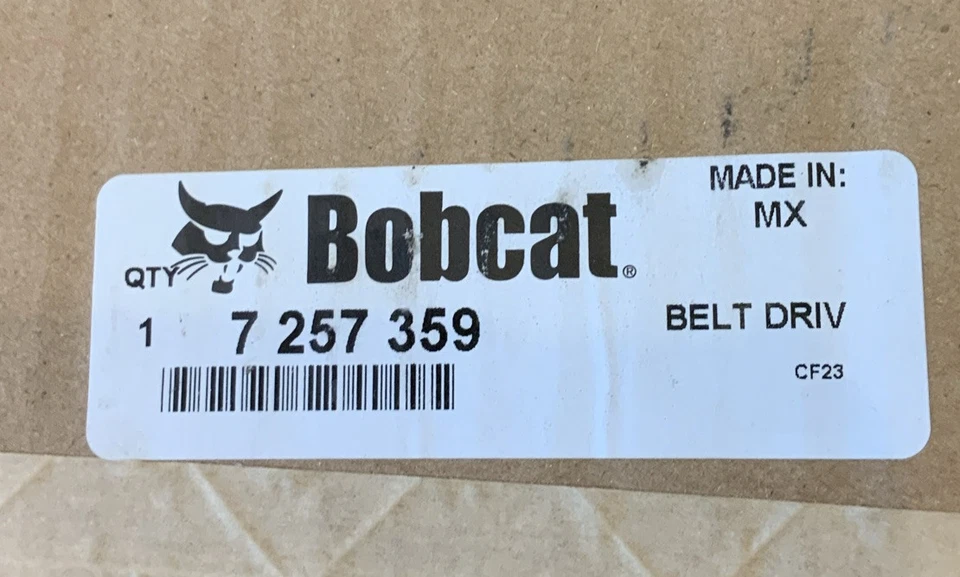 Bobcat®
MADE IN:
MX
QTY
1 7 257 359
BELT DRIV
CF23